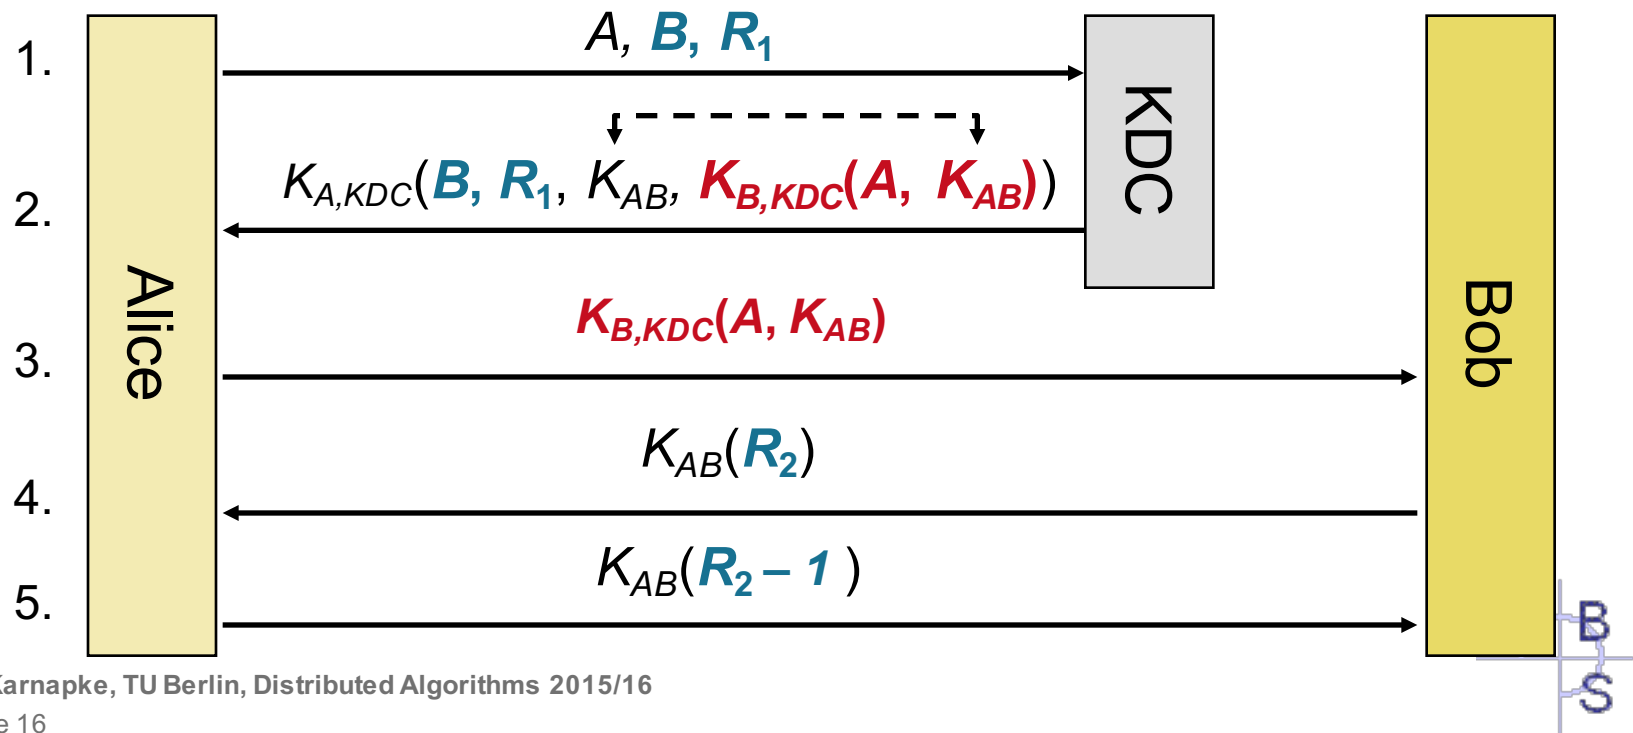 1.
A, B, R1
KDC
2.
KA,KDC(B, R1, KAB, KB,KDC(A, KAB))
Alice
Bob
3.
KB,KDC(A, KAB)
4.
KAB(R2)
5.
KAB(R2 – 1 )
B
S
Karnapke, TU Berlin, Distributed Algorithms 2015/16
16